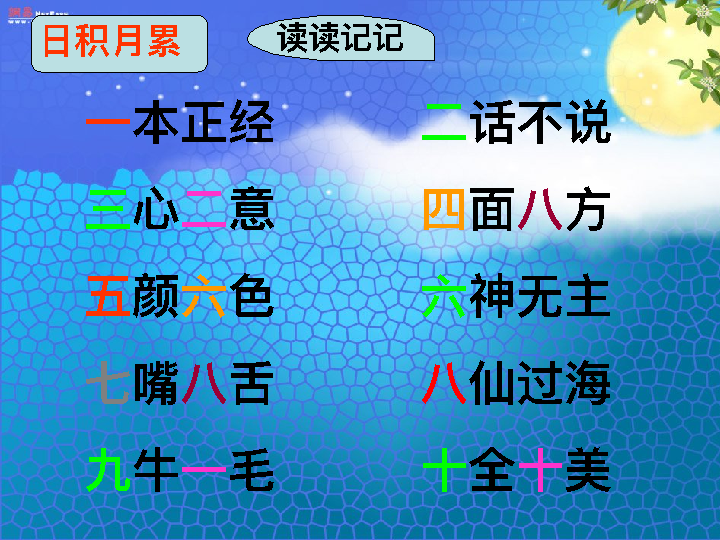 日积月累
读读记记
一本正经 二话不说
三心二意 四面八方
五颜六色 六神无主
七嘴八舌 八仙过海
九牛一毛 十全十美